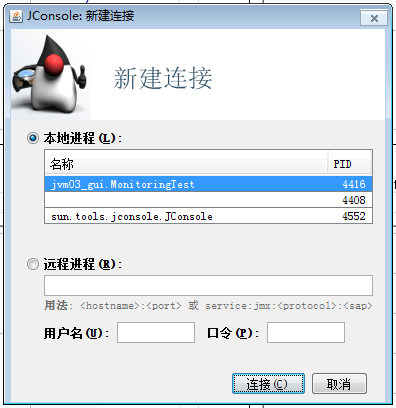 JConsole: 新建连接
新建连接
本地进程(L):
名称 PID
jvm03_gui.MonitoringTest 4416
4408
sun.tools.jconsole.JConsole 4552
远程进程(R):
用法: <hostname>:<port> 或 service:jmx:<protocol>:<sap>
用户名(U): 口令(P):
连接(C) 取消